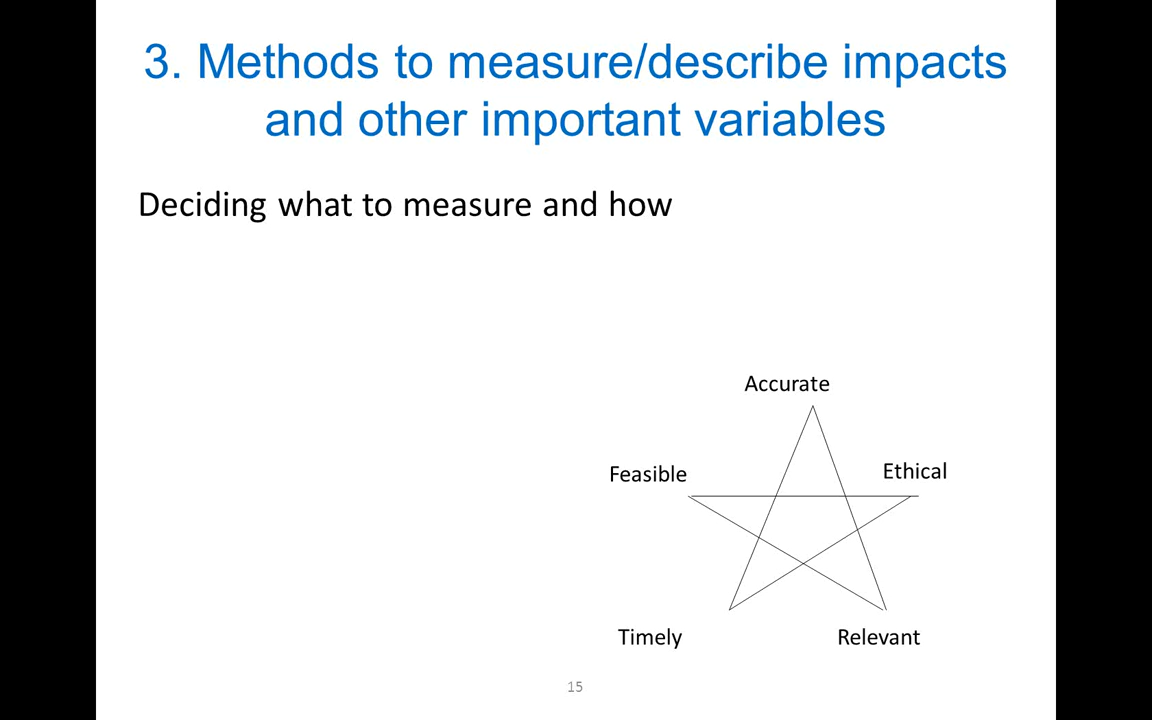 3. Methods to measure/describe impacts
and other important variables
Deciding what to measure and how
Accurate
Feasible
Ethical
Timely
Relevant
15